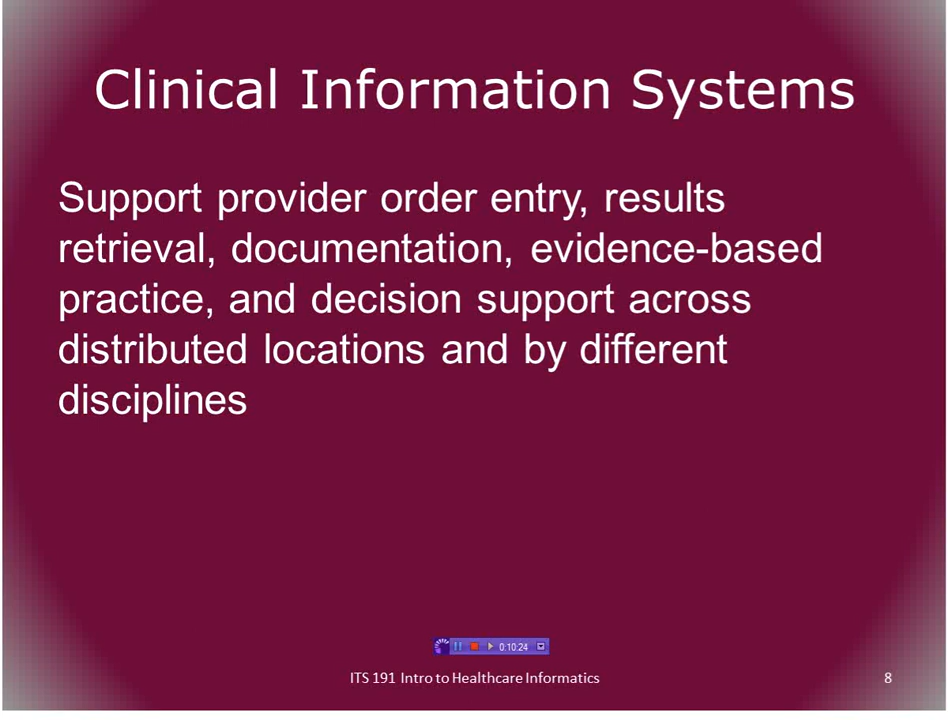 Clinical Information Systems
Support provider order entry, results
retrieval, documentation, evidence-based
practice, and decision support across
distributed locations and by different
disciplines
0:10:24
ITS 191 Intro to Healthcare Informatics
8